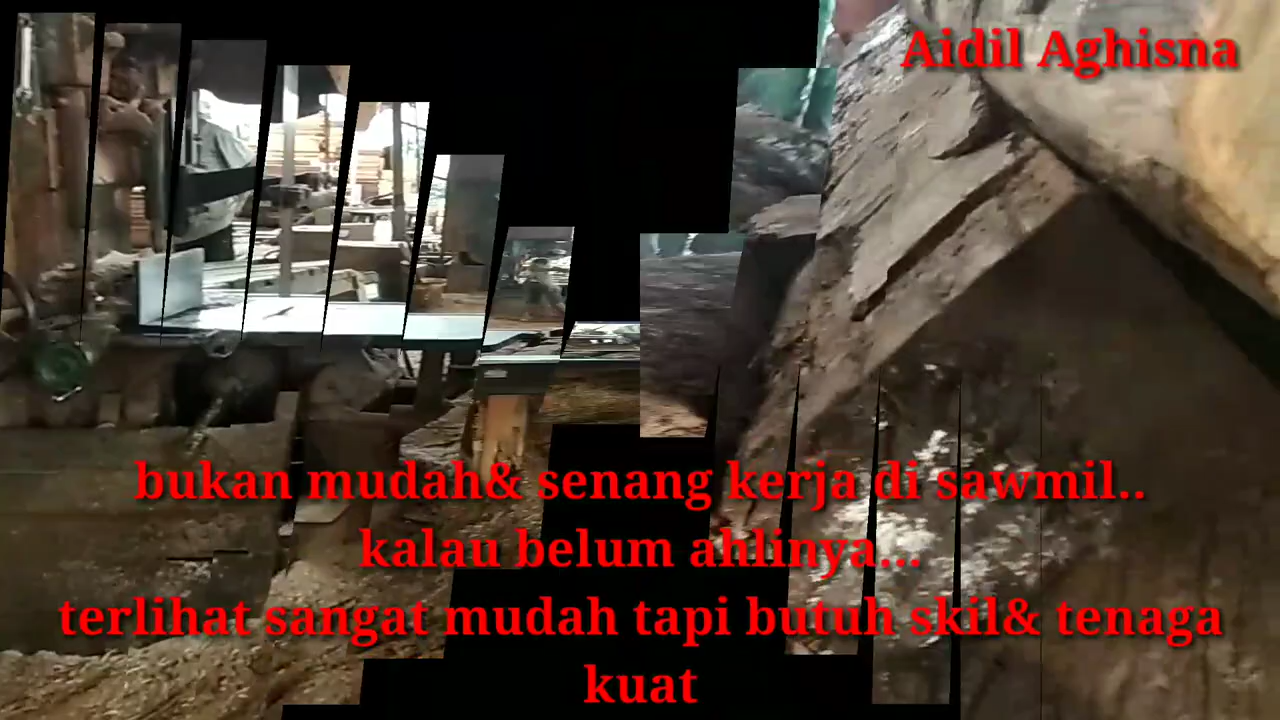 Aidil Aghisna
bukan mudah& senang kerja di sawmil..
kalau belum ahlinya...
terlihat sangat mudah tapi butuh skil& tenaga
kuat